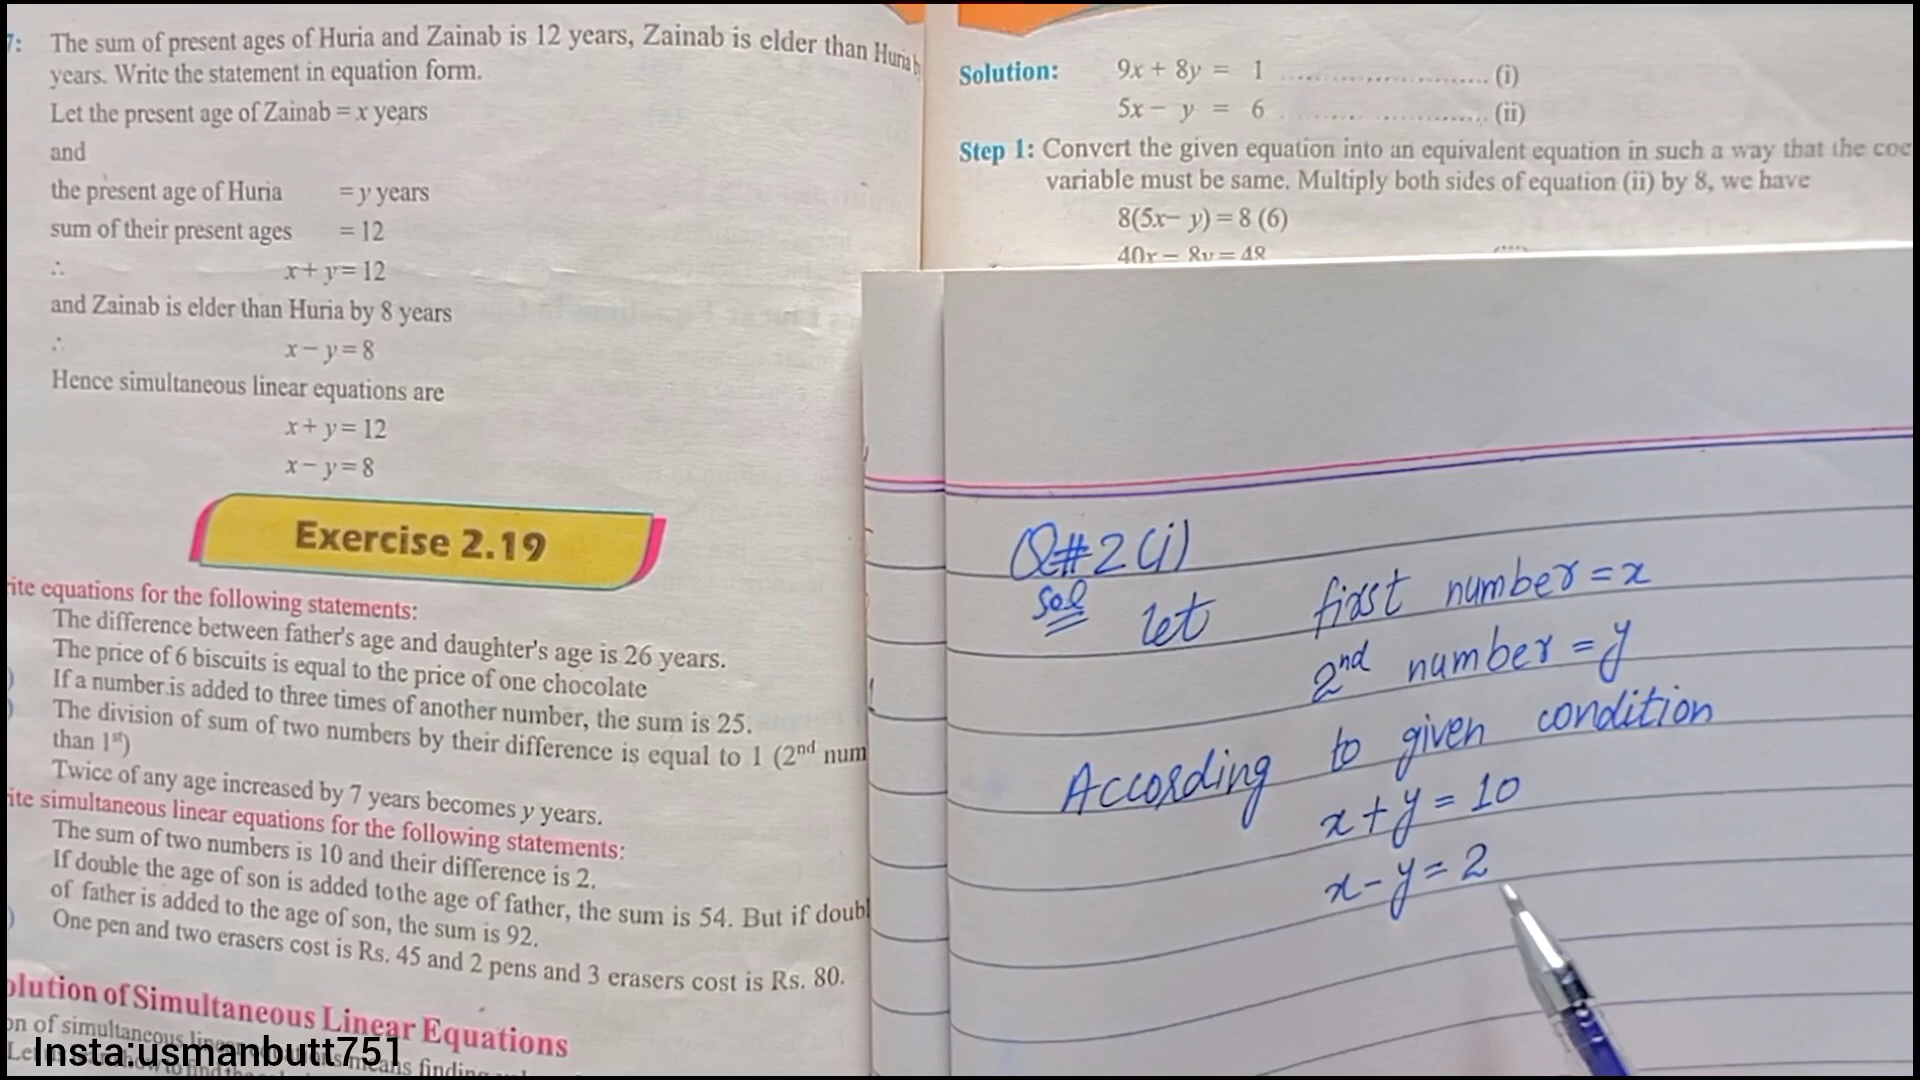 7: The sum of present ages of Huria and Zainab is 12 years, Zainab is elder than Huria by
years. Write the statement in equation form.
Let the present age of Zainab = x years
and
the present age of Huria = y years
sum of their present ages = 12
∴ x + y = 12
and Zainab is elder than Huria by 8 years
∴ x − y = 8
Hence simultaneous linear equations are
x + y = 12
x − y = 8
Exercise 2.19
ite equations for the following statements:
The difference between father's age and daughter's age is 26 years.
The price of 6 biscuits is equal to the price of one chocolate
) If a number is added to three times of another number, the sum is 25.
) The division of sum of two numbers by their difference is equal to 1 (2nd num
than 1st)
Twice of any age increased by 7 years becomes y years.
ite simultaneous linear equations for the following statements:
The sum of two numbers is 10 and their difference is 2.
If double the age of son is added to the age of father, the sum is 54. But if doubl
of father is added to the age of son, the sum is 92.
) One pen and two erasers cost is Rs. 45 and 2 pens and 3 erasers cost is Rs. 80.
olution of Simultaneous Linear Equations
on of simultaneous means finding
Insta:usmanbutt751
Solution: 9x + 8y = 1 ........................ (i)
5x − y = 6 ........................ (ii)
Step 1: Convert the given equation into an equivalent equation in such a way that the coe
variable must be same. Multiply both sides of equation (ii) by 8, we have
8(5x − y) = 8 (6)
40x − 8y = 48
Q#2(i)
Sol let first number = x
2nd number = y
According to given condition
x + y = 10
x - y = 2